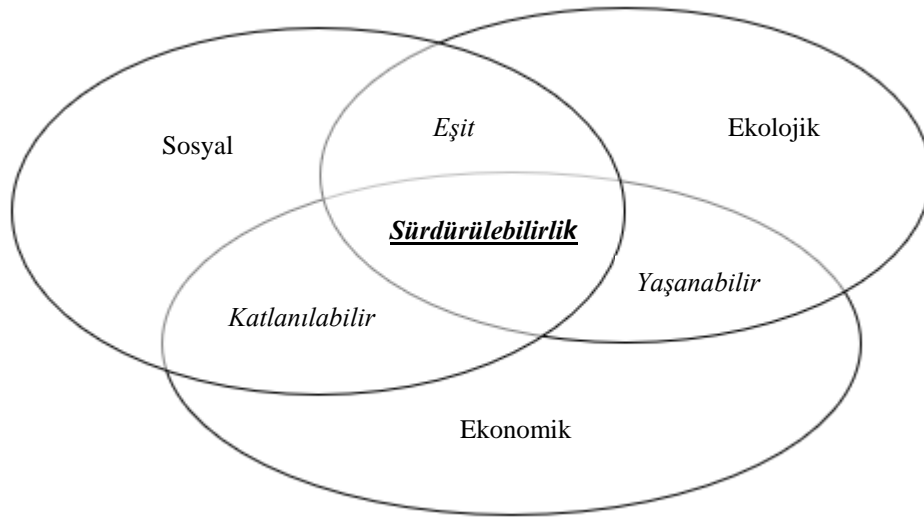 Sosyal
Eşit
Ekolojik
Sürdürülebilirlik
Katlanılabilir
Yaşanabilir
Ekonomik